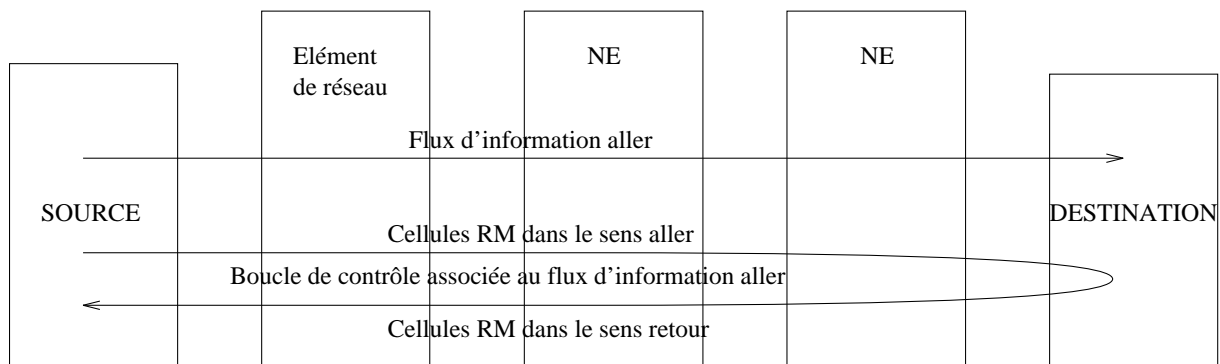 Elément
de réseau
NE
NE
Flux d'information aller
SOURCE
DESTINATION
Cellules RM dans le sens aller
Boucle de contrôle associée au flux d'information aller
Cellules RM dans le sens retour